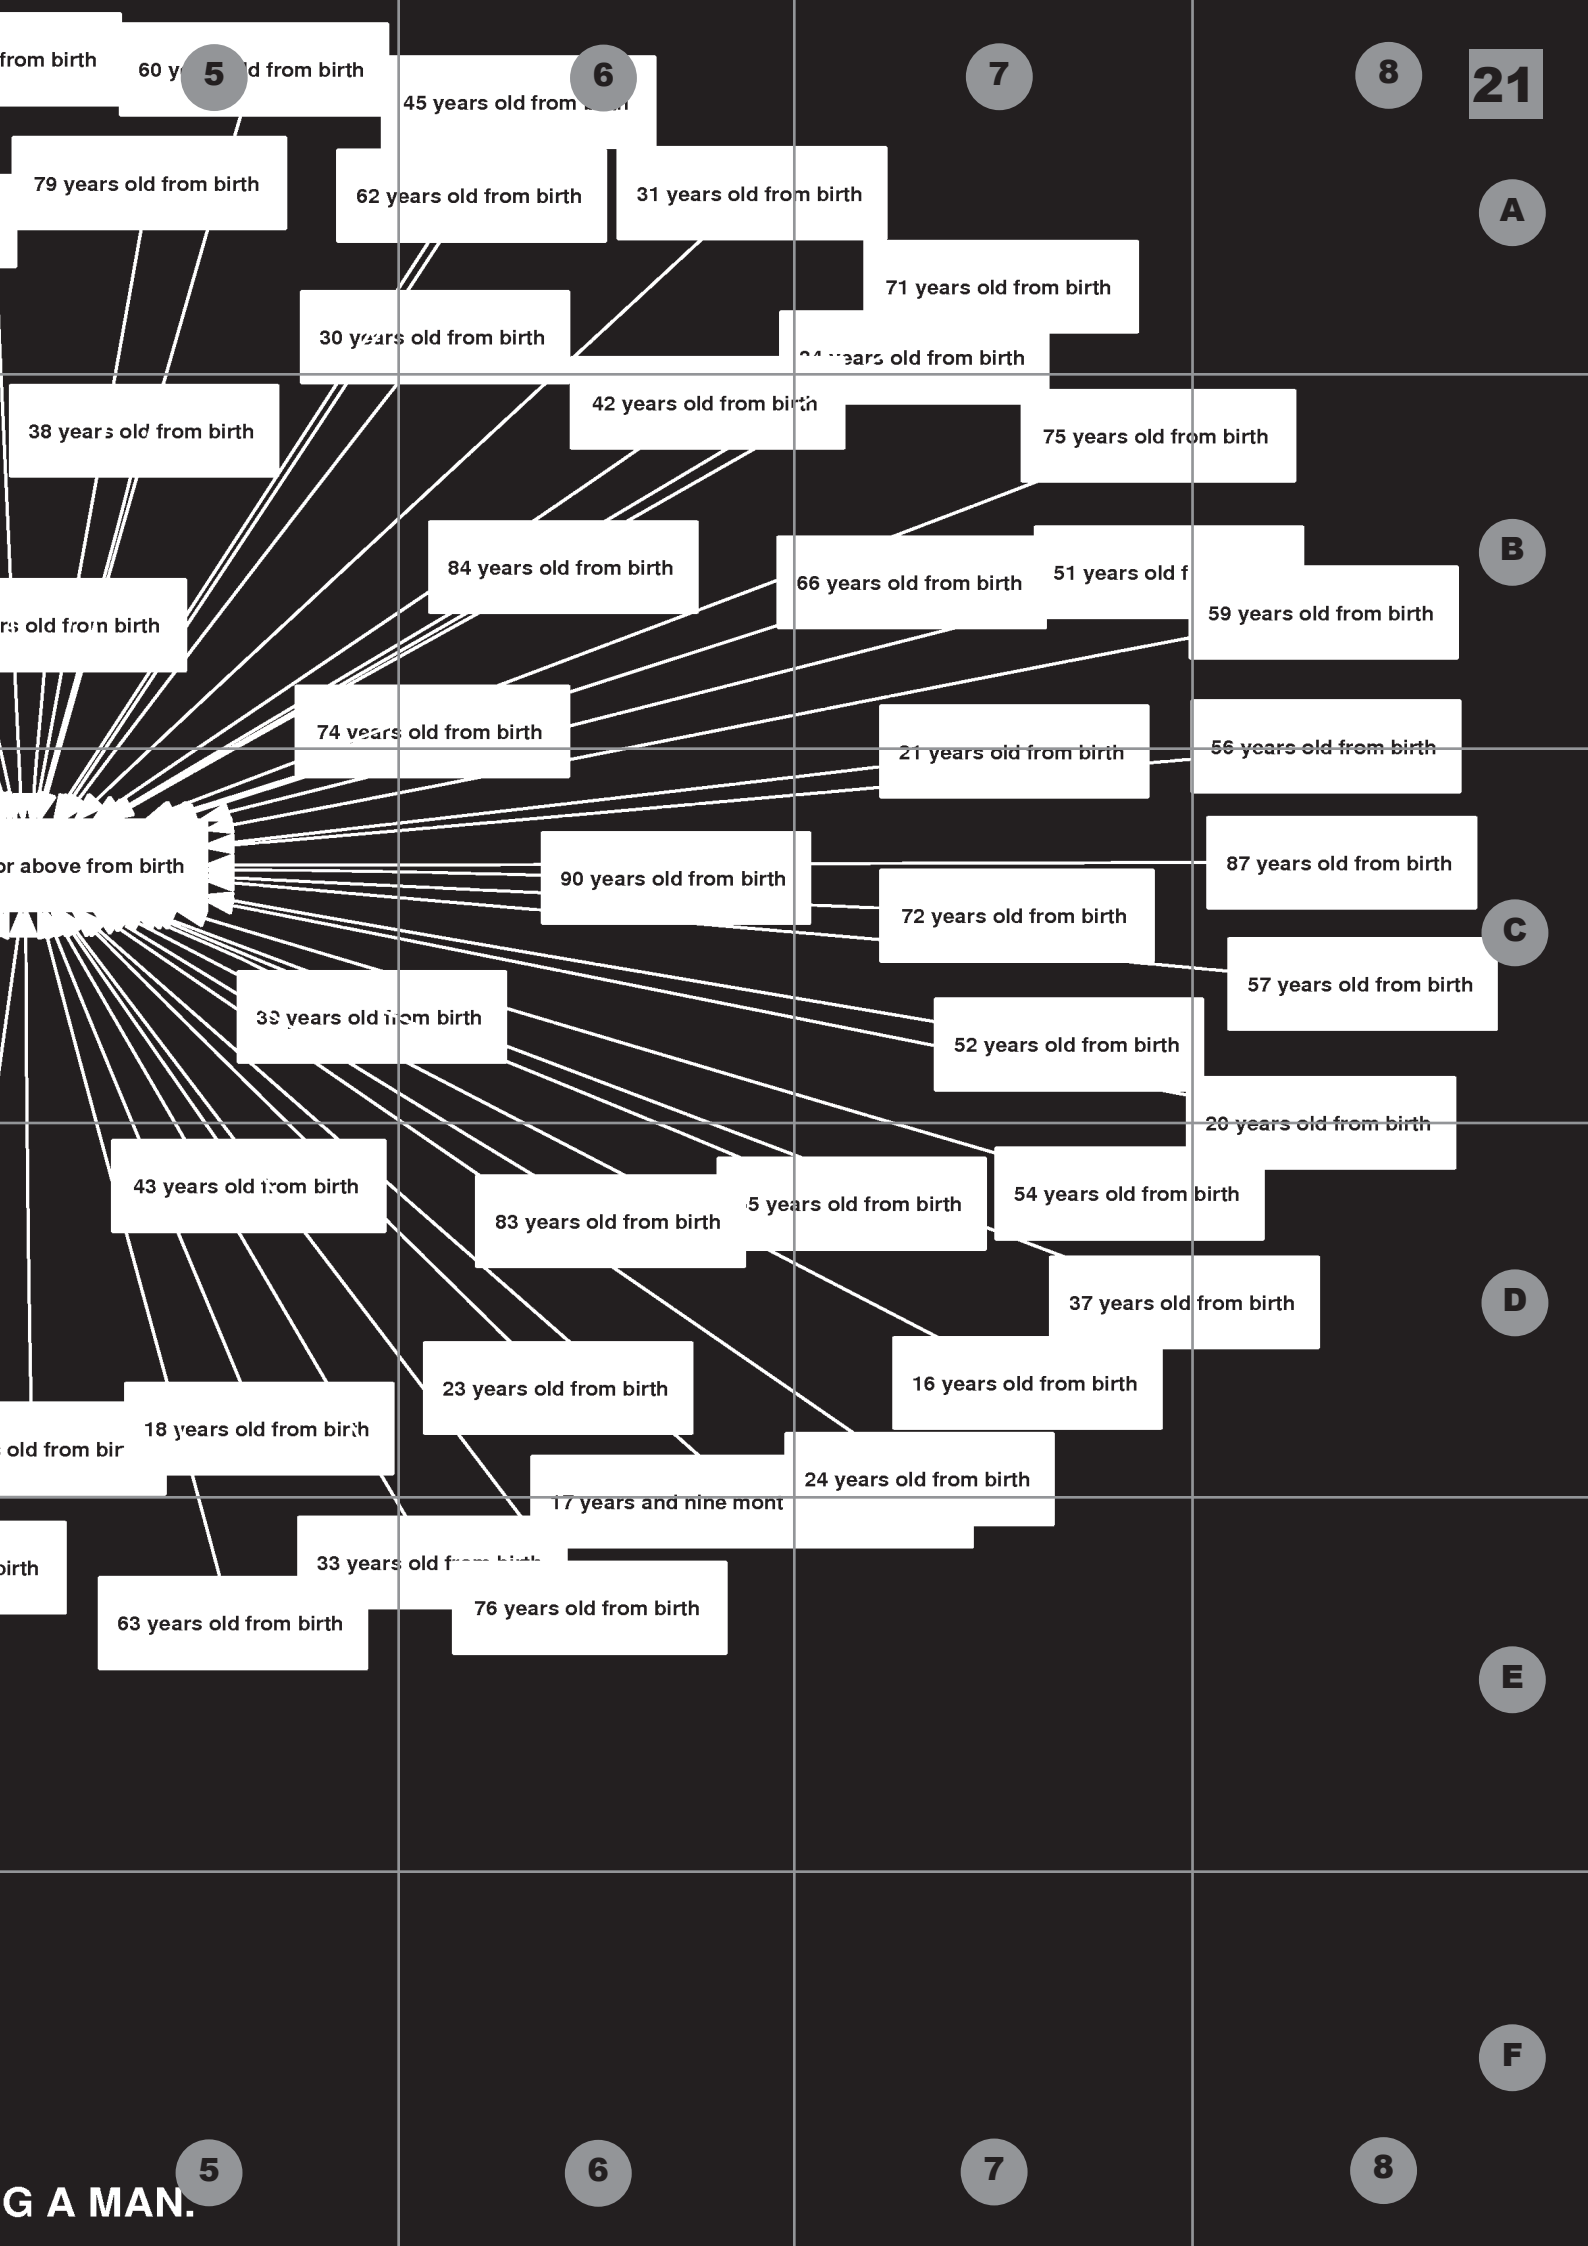 from birth
60 d from birth
5
6
7
8
21
45 years old from
79 years old from birth
62 years old from birth
31 years old from birth
A
71 years old from birth
30 years old from birth
years old from birth
42 years old from birth
38 years old from birth
75 years old from birth
B
84 years old from birth
66 years old from birth
51 years old f
59 years old from birth
old from birth
74 years old from birth
21 years old from birth
56 years old from birth
or above from birth
90 years old from birth
87 years old from birth
72 years old from birth
C
57 years old from birth
39 years old from birth
52 years old from birth
20 years old from birth
43 years old from birth
83 years old from birth
5 years old from birth
54 years old from birth
D
37 years old from birth
23 years old from birth
16 years old from birth
18 years old from birth
old from bir
24 years old from birth
17 years and nine mont
birth
33 years old from birth
63 years old from birth
76 years old from birth
E
F
5
6
7
8
G A MAN.